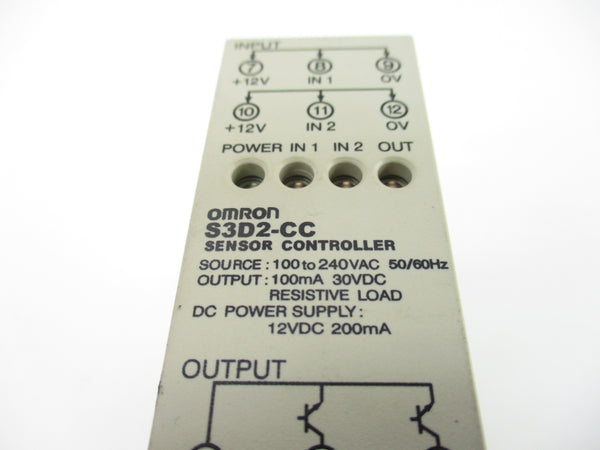 INPUT
7 8 9
+12V IN 1 0V
10 11 12
+12V IN 2 0V
POWER IN 1 IN 2 OUT
OMRON
S3D2-CC
SENSOR CONTROLLER
SOURCE : 100 to 240VAC 50/60Hz
OUTPUT : 100mA 30VDC
RESISTIVE LOAD
DC POWER SUPPLY :
12VDC 200mA
OUTPUT